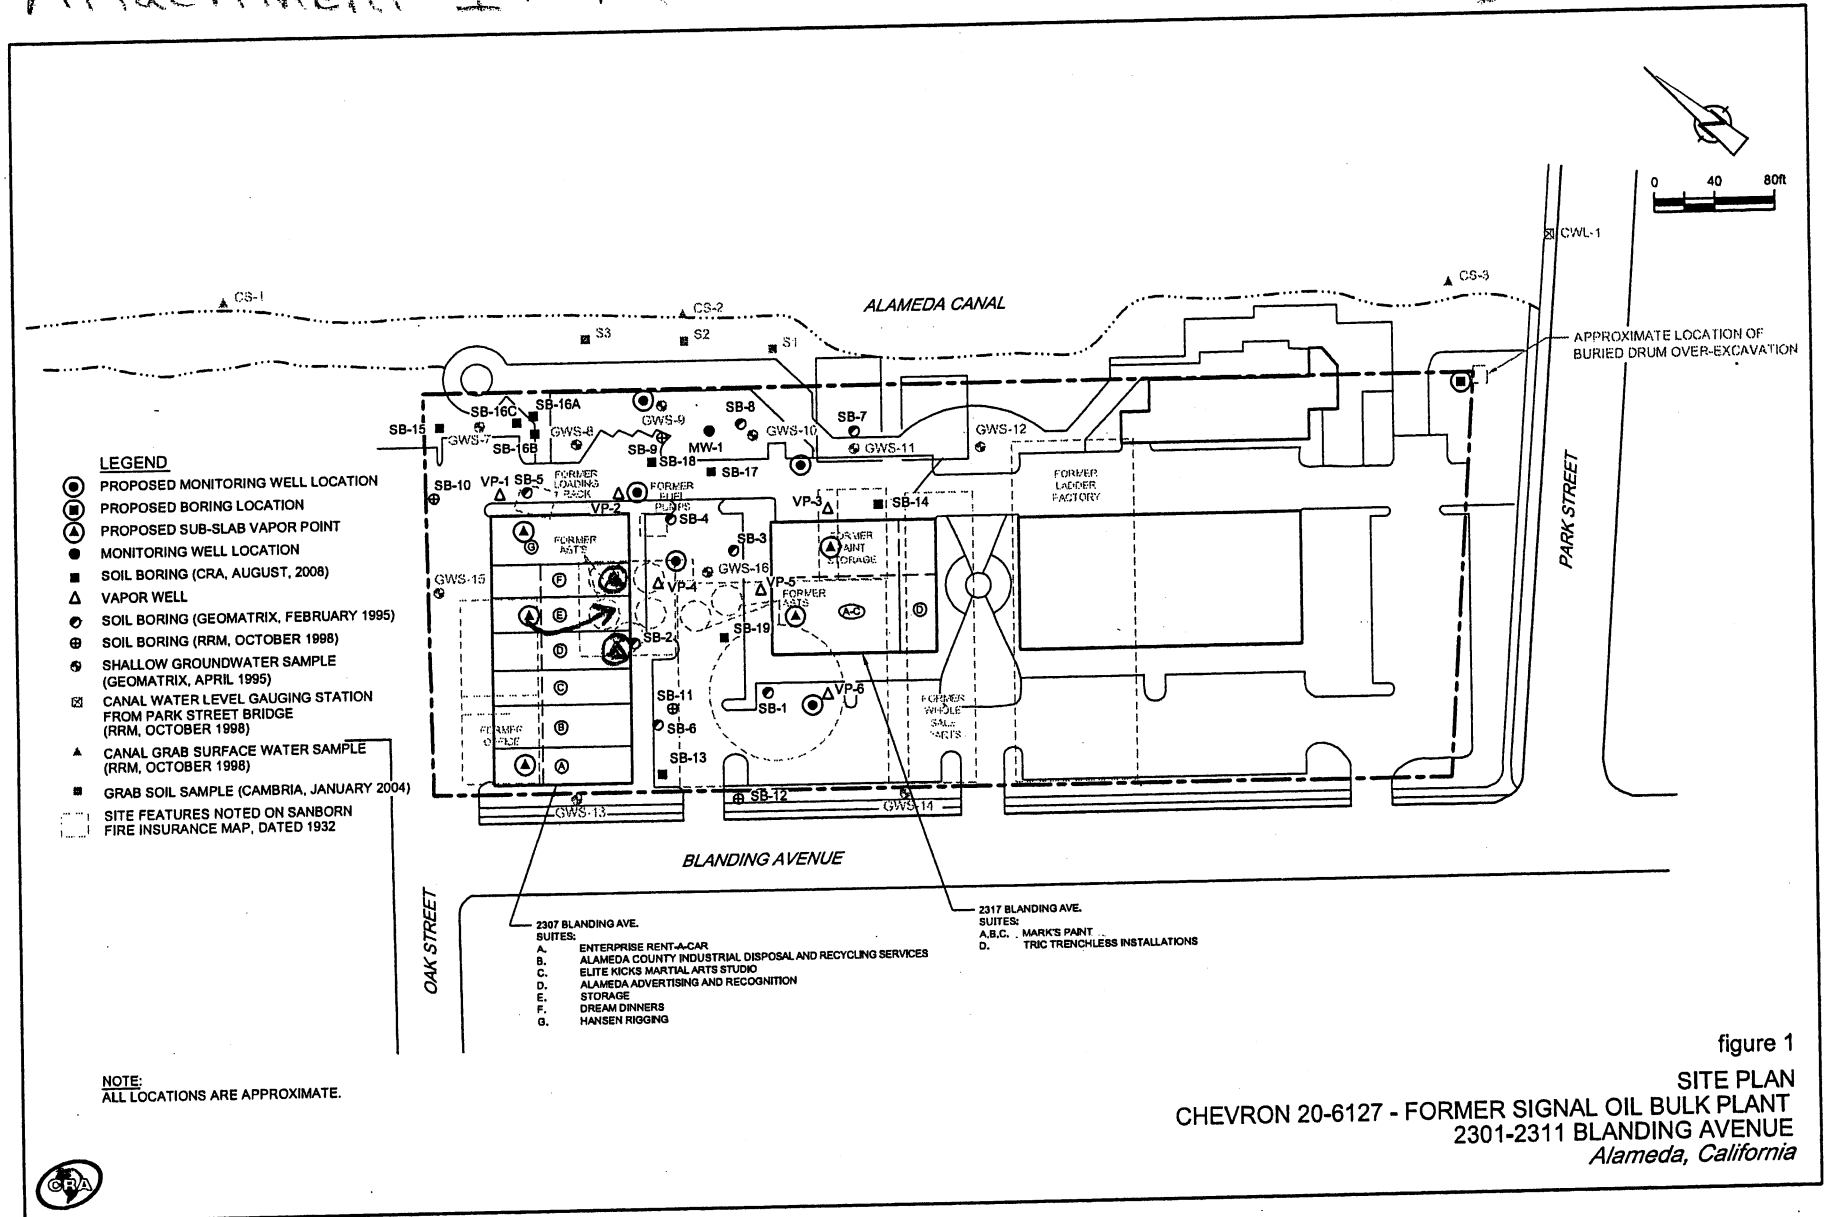 Attachment 1
ALAMEDA CANAL
CS-1
CS-2
CS-3
CWL-1
0 40 80ft
S3
S2
S1
APPROXIMATE LOCATION OF
BURIED DRUM OVER-EXCAVATION
SB-16C
SB-16A
SB-15
GWS-7
SB-16B
GWS-8
GWS-9
SB-9
SB-18
MW-1
SB-8
GWS-10
SB-7
GWS-11
GWS-12
SB-17
SB-10
VP-1
SB-5
FORMER
LOADING
RACK
VP-2
FORMER
FUEL
PUMPS
SB-4
VP-3
SB-14
FORMER
LADDER
FACTORY
PARK STREET
G
FORMER
AST'S
SB-3
GWS-16
FORMER
PAINT
STORAGE
GWS-15
F
VP-4
VP-5
FORMER
ASTS
E
A-C
D
SB-2
SB-19
D
C
SB-11
SB-1
VP-6
FORMER
WHOLE
SALE
PARTS
FORMER
OFFICE
B
SB-6
A
SB-13
SB-12
GWS-13
GWS-14
LEGEND
PROPOSED MONITORING WELL LOCATION
PROPOSED BORING LOCATION
PROPOSED SUB-SLAB VAPOR POINT
MONITORING WELL LOCATION
SOIL BORING (CRA, AUGUST, 2008)
VAPOR WELL
SOIL BORING (GEOMATRIX, FEBRUARY 1995)
SOIL BORING (RRM, OCTOBER 1998)
SHALLOW GROUNDWATER SAMPLE
(GEOMATRIX, APRIL 1995)
CANAL WATER LEVEL GAUGING STATION
FROM PARK STREET BRIDGE
(RRM, OCTOBER 1998)
CANAL GRAB SURFACE WATER SAMPLE
(RRM, OCTOBER 1998)
GRAB SOIL SAMPLE (CAMBRIA, JANUARY 2004)
SITE FEATURES NOTED ON SANBORN
FIRE INSURANCE MAP, DATED 1932
BLANDING AVENUE
OAK STREET
2307 BLANDING AVE.
SUITES:
A. ENTERPRISE RENT-A-CAR
B. ALAMEDA COUNTY INDUSTRIAL DISPOSAL AND RECYCLING SERVICES
C. ELITE KICKS MARTIAL ARTS STUDIO
D. ALAMEDA ADVERTISING AND RECOGNITION
E. STORAGE
F. DREAM DINNERS
G. HANSEN RIGGING
2317 BLANDING AVE.
SUITES:
A,B,C. MARK'S PAINT
D. TRIC TRENCHLESS INSTALLATIONS
NOTE:
ALL LOCATIONS ARE APPROXIMATE.
figure 1
SITE PLAN
CHEVRON 20-6127 - FORMER SIGNAL OIL BULK PLANT
2301-2311 BLANDING AVENUE
Alameda, California
CRA